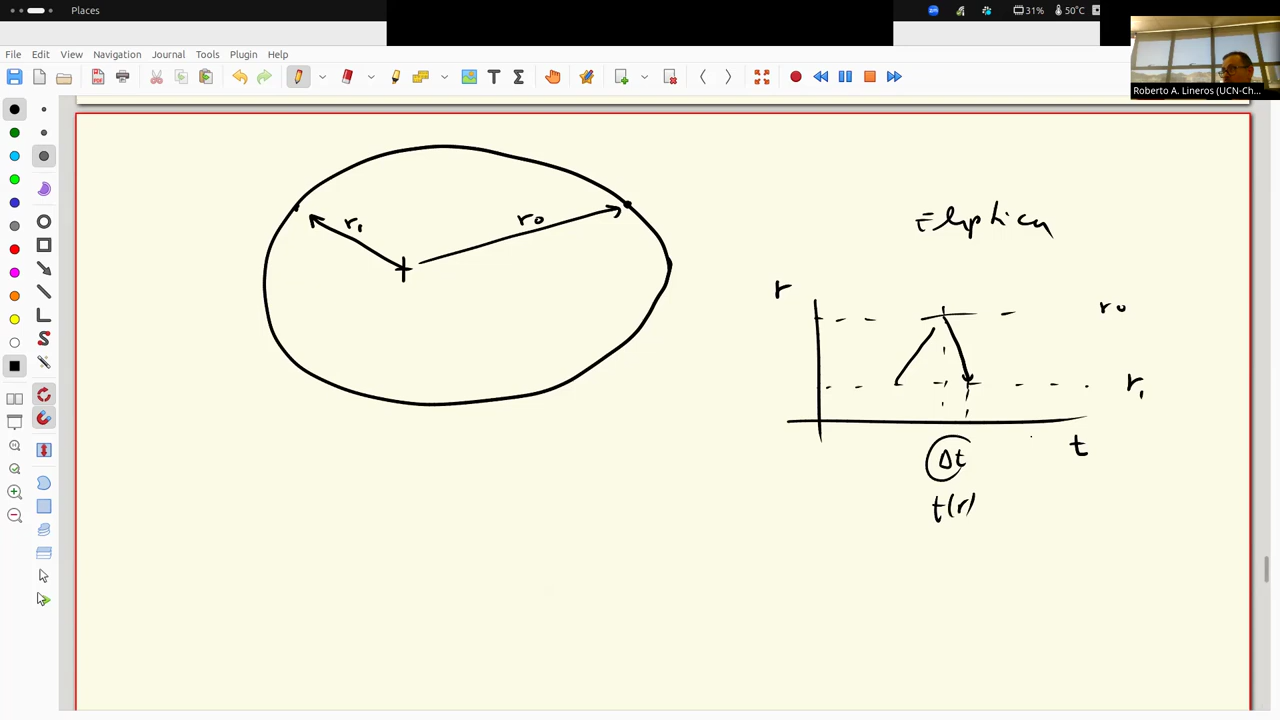 Places
31%
50°C
File Edit View Navigation Journal Tools Plugin Help
Roberto A. Lineros (UCN-Ch...
r₁
r0
Eliptica
r
r0
r₁
t
Δt
t(r)